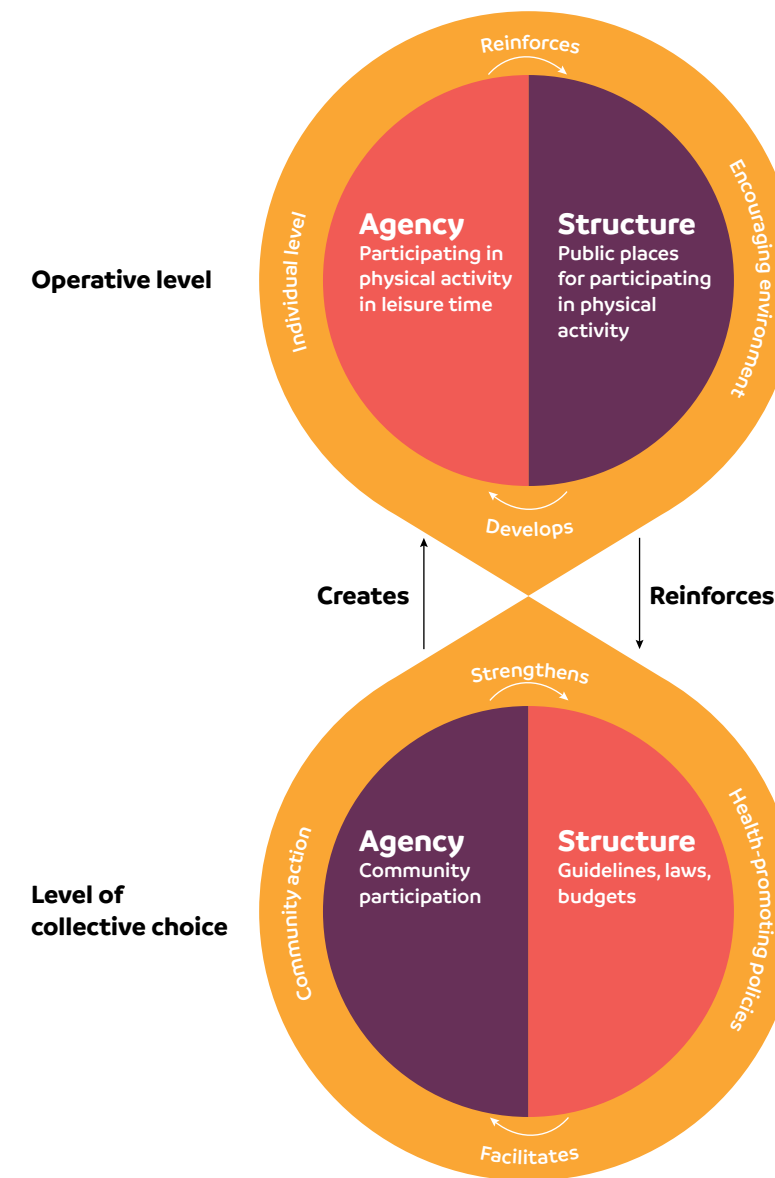 Reinforces
Individual level
Encouraging environment
Operative level
Agency
Participating in
physical activity
in leisure time
Structure
Public places
for participating
in physical
activity
Develops
Creates
Reinforces
Strengthens
Community action
Health-promoting policies
Level of
collective choice
Agency
Community
participation
Structure
Guidelines, laws,
budgets
Facilitates